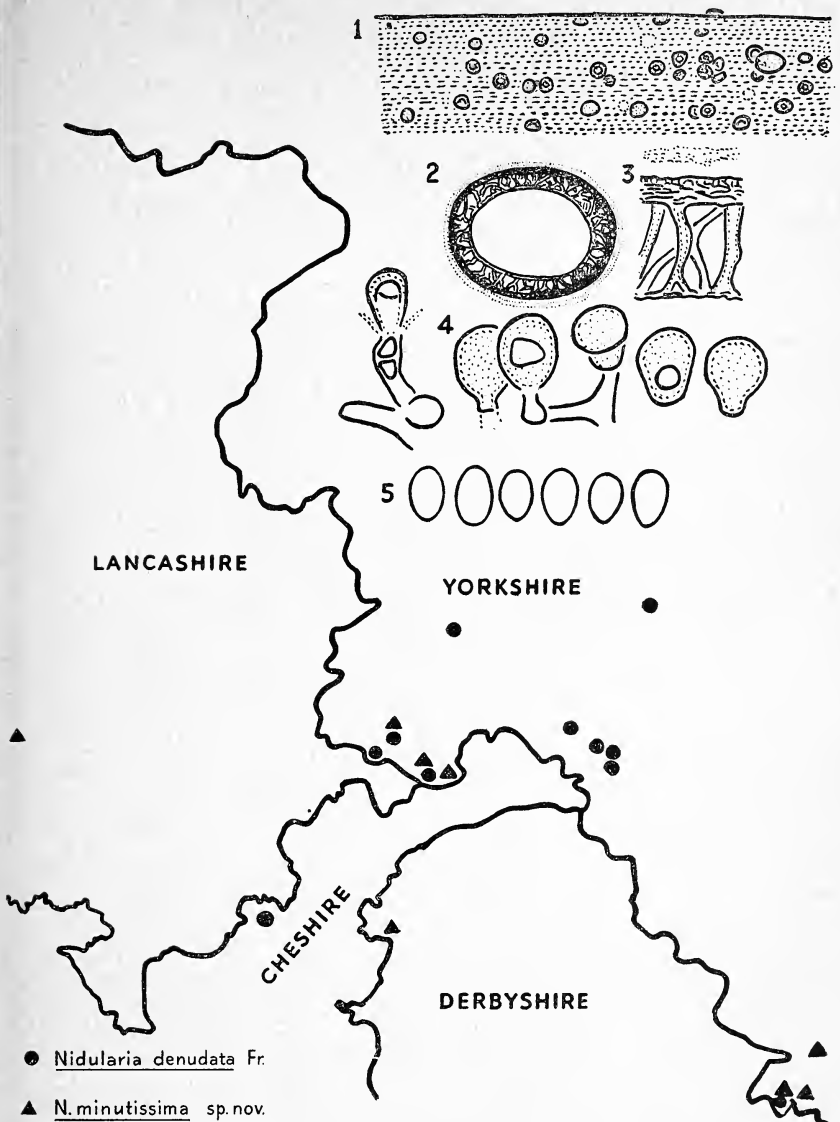 1
2
3
4
5
LANCASHIRE
YORKSHIRE
CHESHIRE
DERBYSHIRE
● Nidularia denudata Fr.
▲ N. minutissima sp. nov.